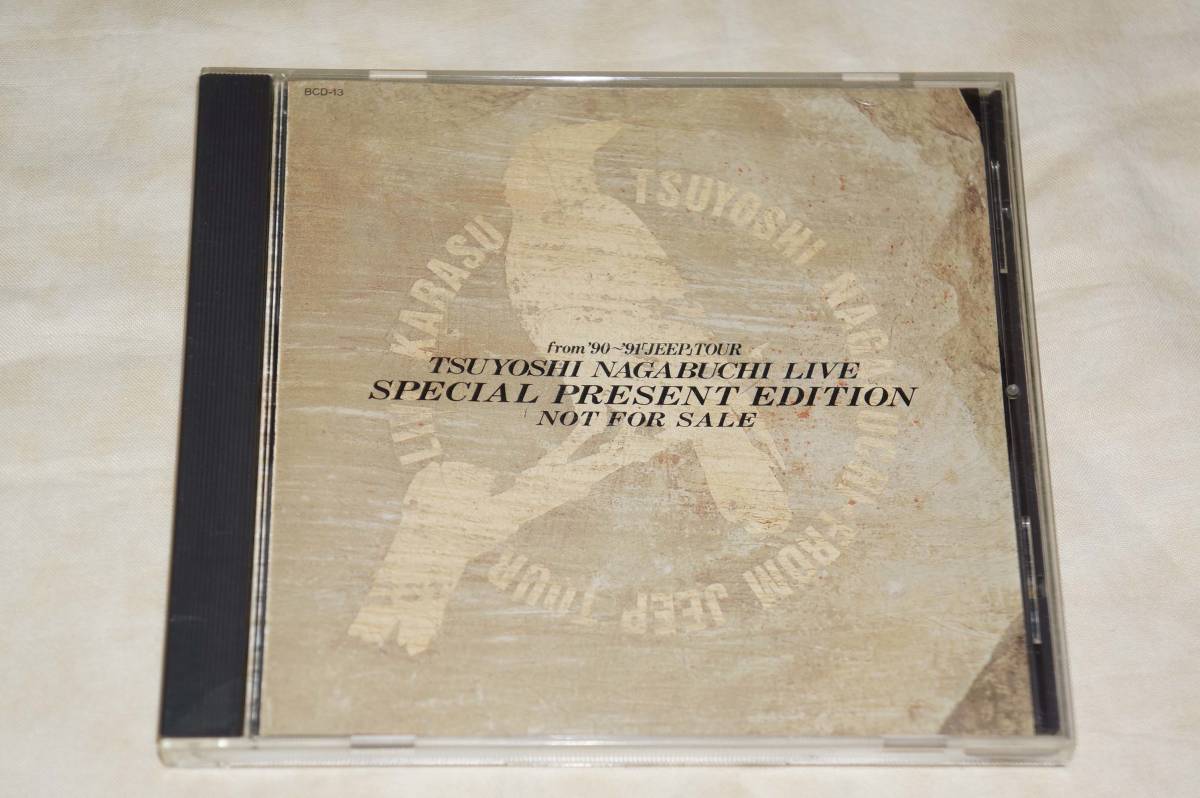 BCD-13
TSUYOSHI NAGABUCHI FROM JEEP TOUR
LIVE KARASU
from '90~'91「JEEP」TOUR
TSUYOSHI NAGABUCHI LIVE
SPECIAL PRESENT EDITION
NOT FOR SALE